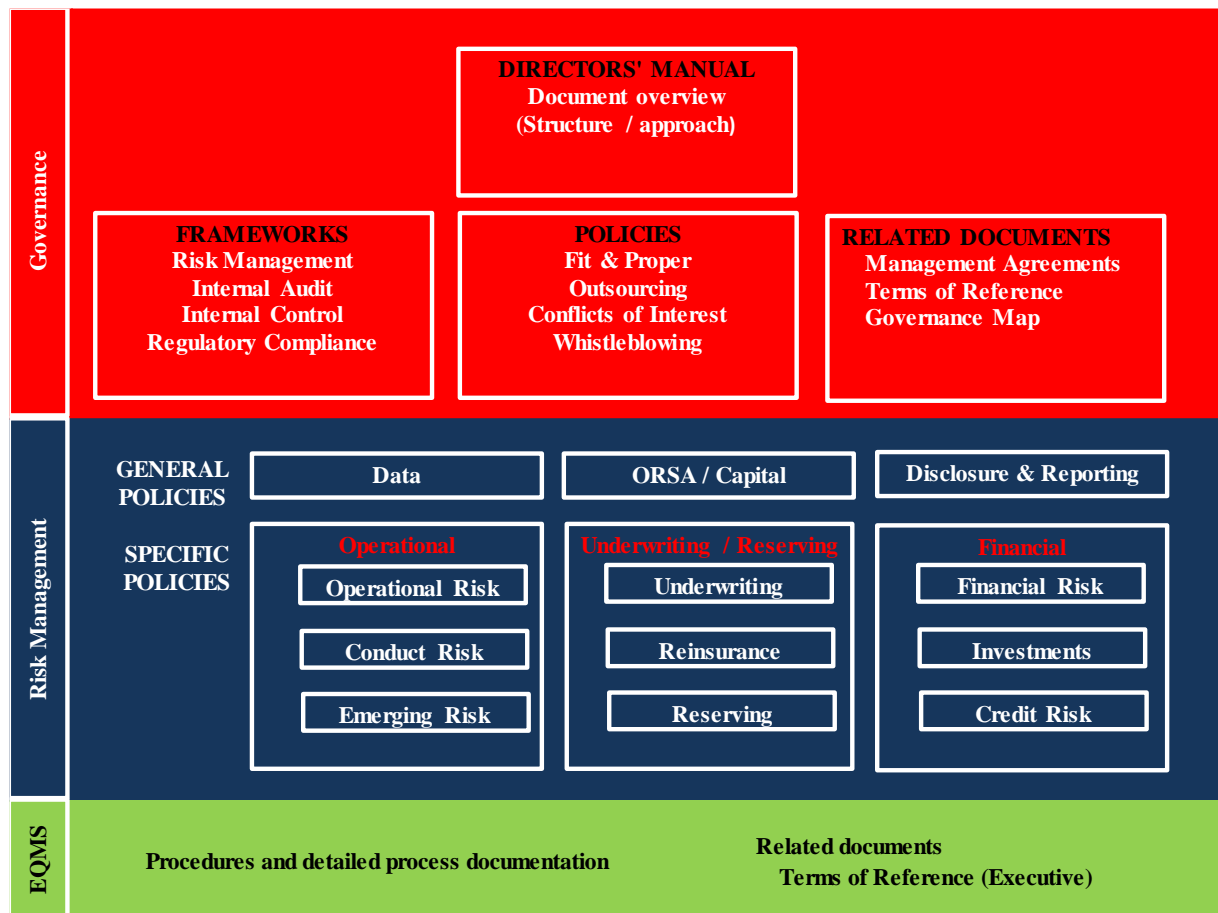 Governance
DIRECTORS' MANUAL
Document overview
(Structure / approach)
FRAMEWORKS
Risk Management
Internal Audit
Internal Control
Regulatory Compliance
POLICIES
Fit & Proper
Outsourcing
Conflicts of Interest
Whistleblowing
RELATED DOCUMENTS
Management Agreements
Terms of Reference
Governance Map
Risk Management
GENERAL
POLICIES
Data
ORSA / Capital
Disclosure & Reporting
SPECIFIC
POLICIES
Operational
Operational Risk
Conduct Risk
Emerging Risk
Underwriting / Reserving
Underwriting
Reinsurance
Reserving
Financial
Financial Risk
Investments
Credit Risk
EQMS
Procedures and detailed process documentation
Related documents
Terms of Reference (Executive)